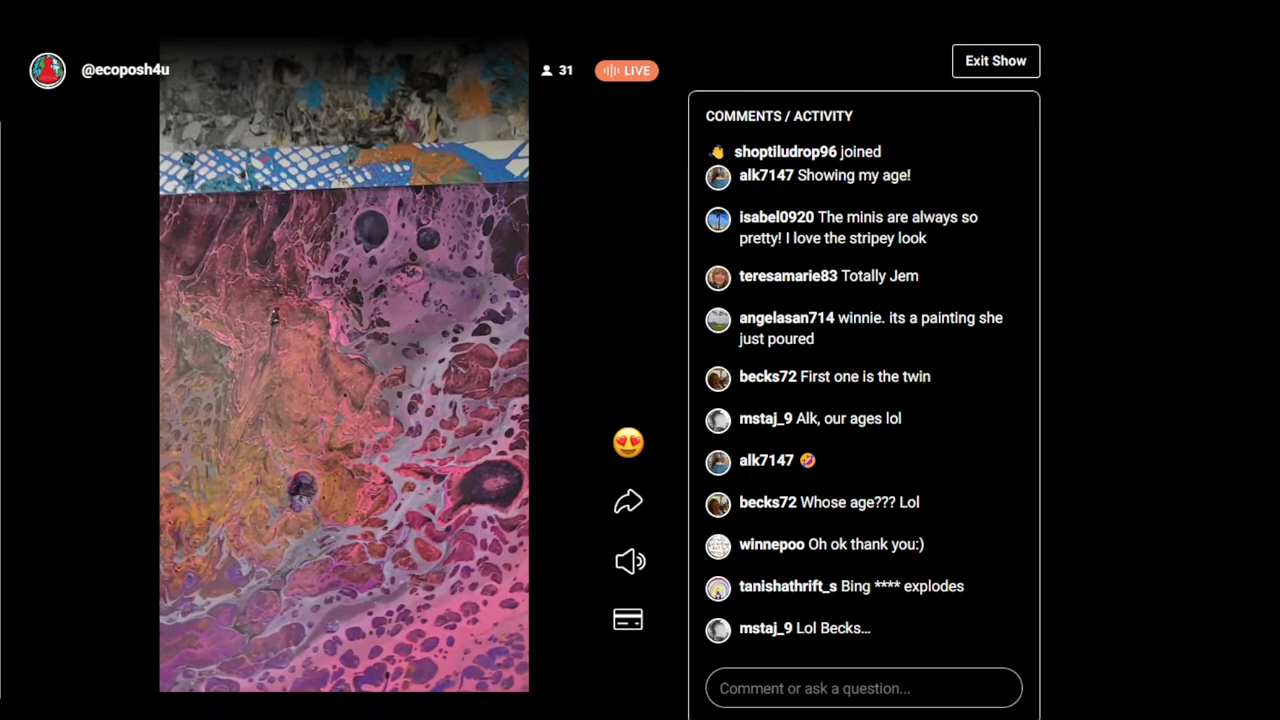 @ecoposh4u
31
LIVE
Exit Show
COMMENTS / ACTIVITY
shoptiludrop96 joined
alk7147 Showing my age!
isabel0920 The minis are always so
pretty! I love the stripey look
teresamarie83 Totally Jem
angelasan714 winnie. its a painting she
just poured
becks72 First one is the twin
mstaj_9 Alk, our ages lol
alk7147 🤣
becks72 Whose age??? Lol
winnepoo Oh ok thank you:)
tanishathrift_s Bing **** explodes
mstaj_9 Lol Becks...
Comment or ask a question...